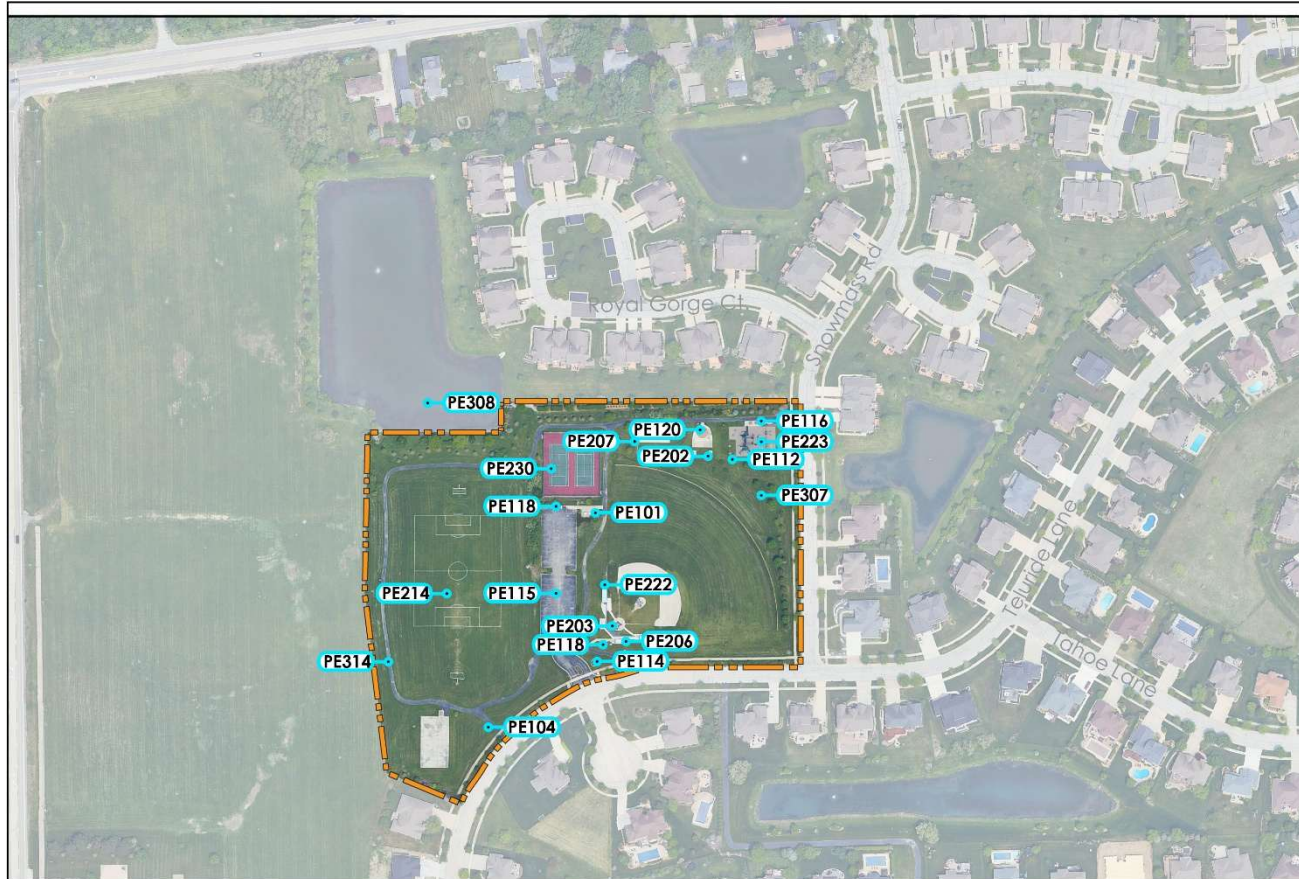 Royal Gorge Ct.
Snowmass Rd
PE308
PE116
PE120
PE207
PE223
PE202
PE112
PE230
PE307
PE118
PE101
PE222
PE214
PE115
PE203
PE206
PE118
PE314
PE114
PE104
Teluride Lane
Tahoe Lane